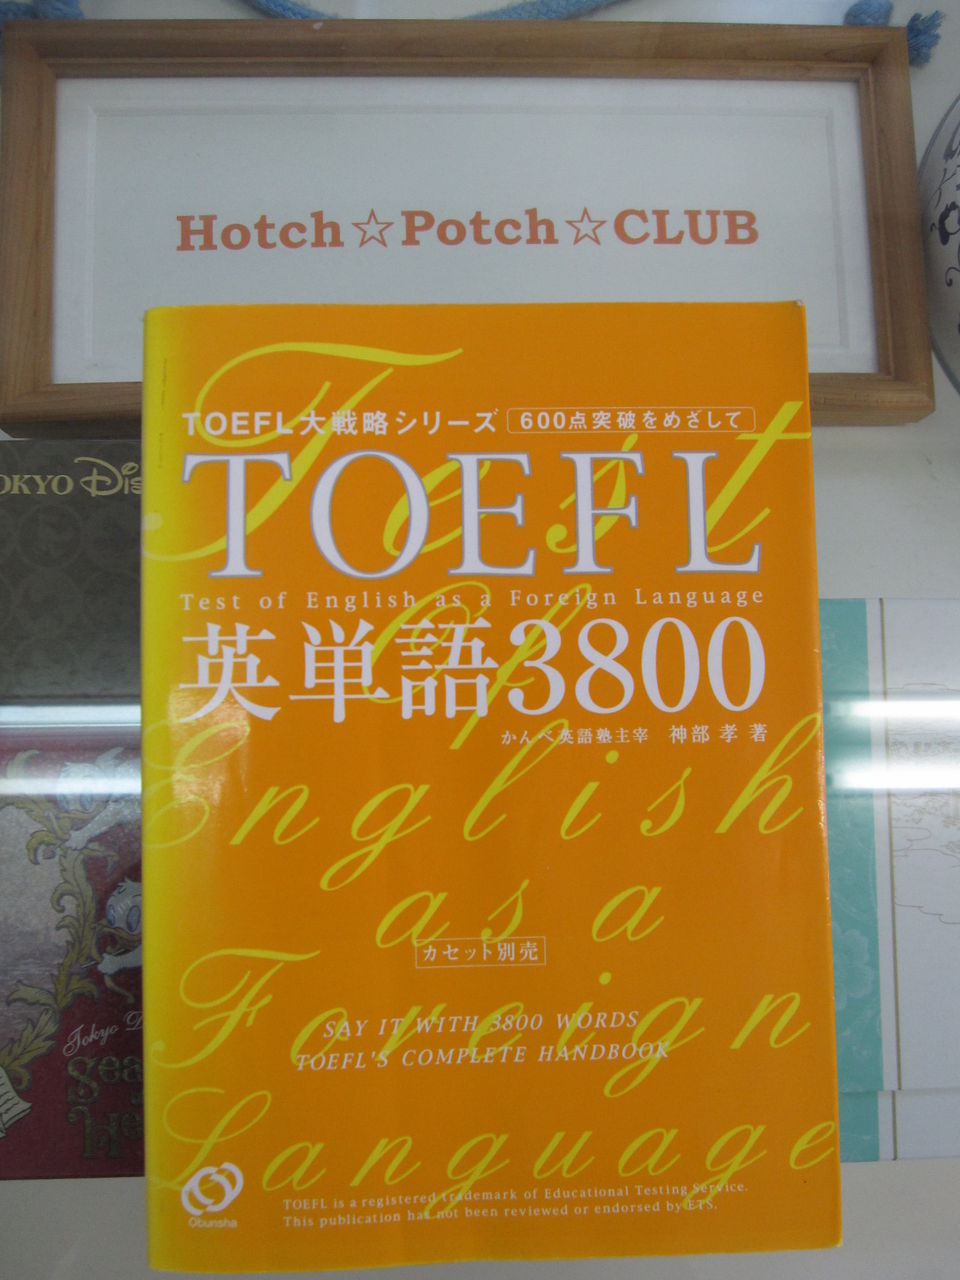 Hotch☆Potch☆CLUB
TOEFL大戦略シリーズ 600点突破をめざして
TOEFL
Test of English as a Foreign Language
英単語3800
かんべ英語塾主宰 神部 孝 著
Test
Of
English
as a
カセット別売
Foreign
SAY IT WITH 3800 WORDS
TOEFL'S COMPLETE HANDBOOK
Language
Obunsha
TOEFL is a registered trademark of Educational Testing Service.
This publication has not been reviewed or endorsed by ETS.
Tokyo